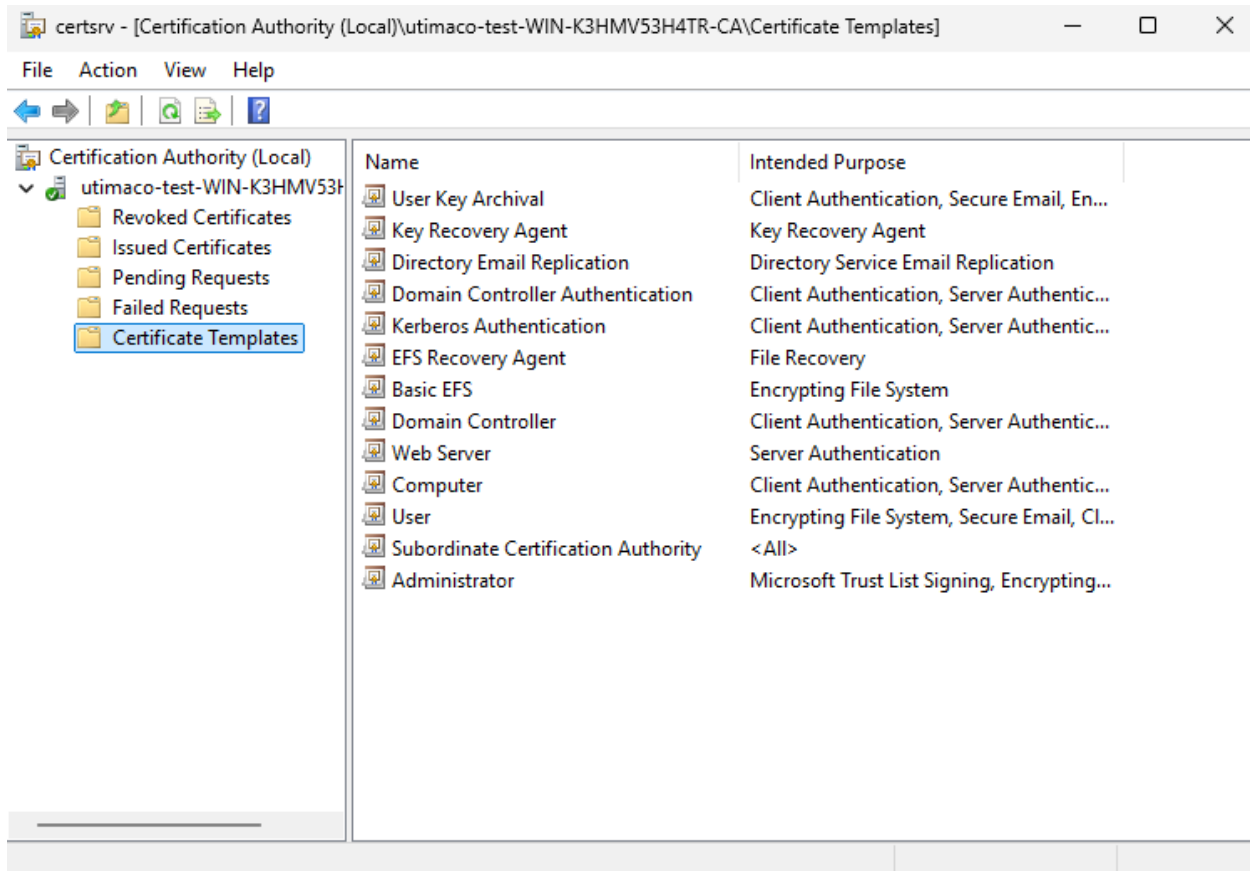 certsrv - [Certification Authority (Local)\utimaco-test-WIN-K3HMV53H4TR-CA\Certificate Templates]
File Action View Help
Certification Authority (Local)
utimaco-test-WIN-K3HMV53H
Revoked Certificates
Issued Certificates
Pending Requests
Failed Requests
Certificate Templates
Name Intended Purpose
User Key Archival Client Authentication, Secure Email, En...
Key Recovery Agent Key Recovery Agent
Directory Email Replication Directory Service Email Replication
Domain Controller Authentication Client Authentication, Server Authentic...
Kerberos Authentication Client Authentication, Server Authentic...
EFS Recovery Agent File Recovery
Basic EFS Encrypting File System
Domain Controller Client Authentication, Server Authentic...
Web Server Server Authentication
Computer Client Authentication, Server Authentic...
User Encrypting File System, Secure Email, Cl...
Subordinate Certification Authority <All>
Administrator Microsoft Trust List Signing, Encrypting...